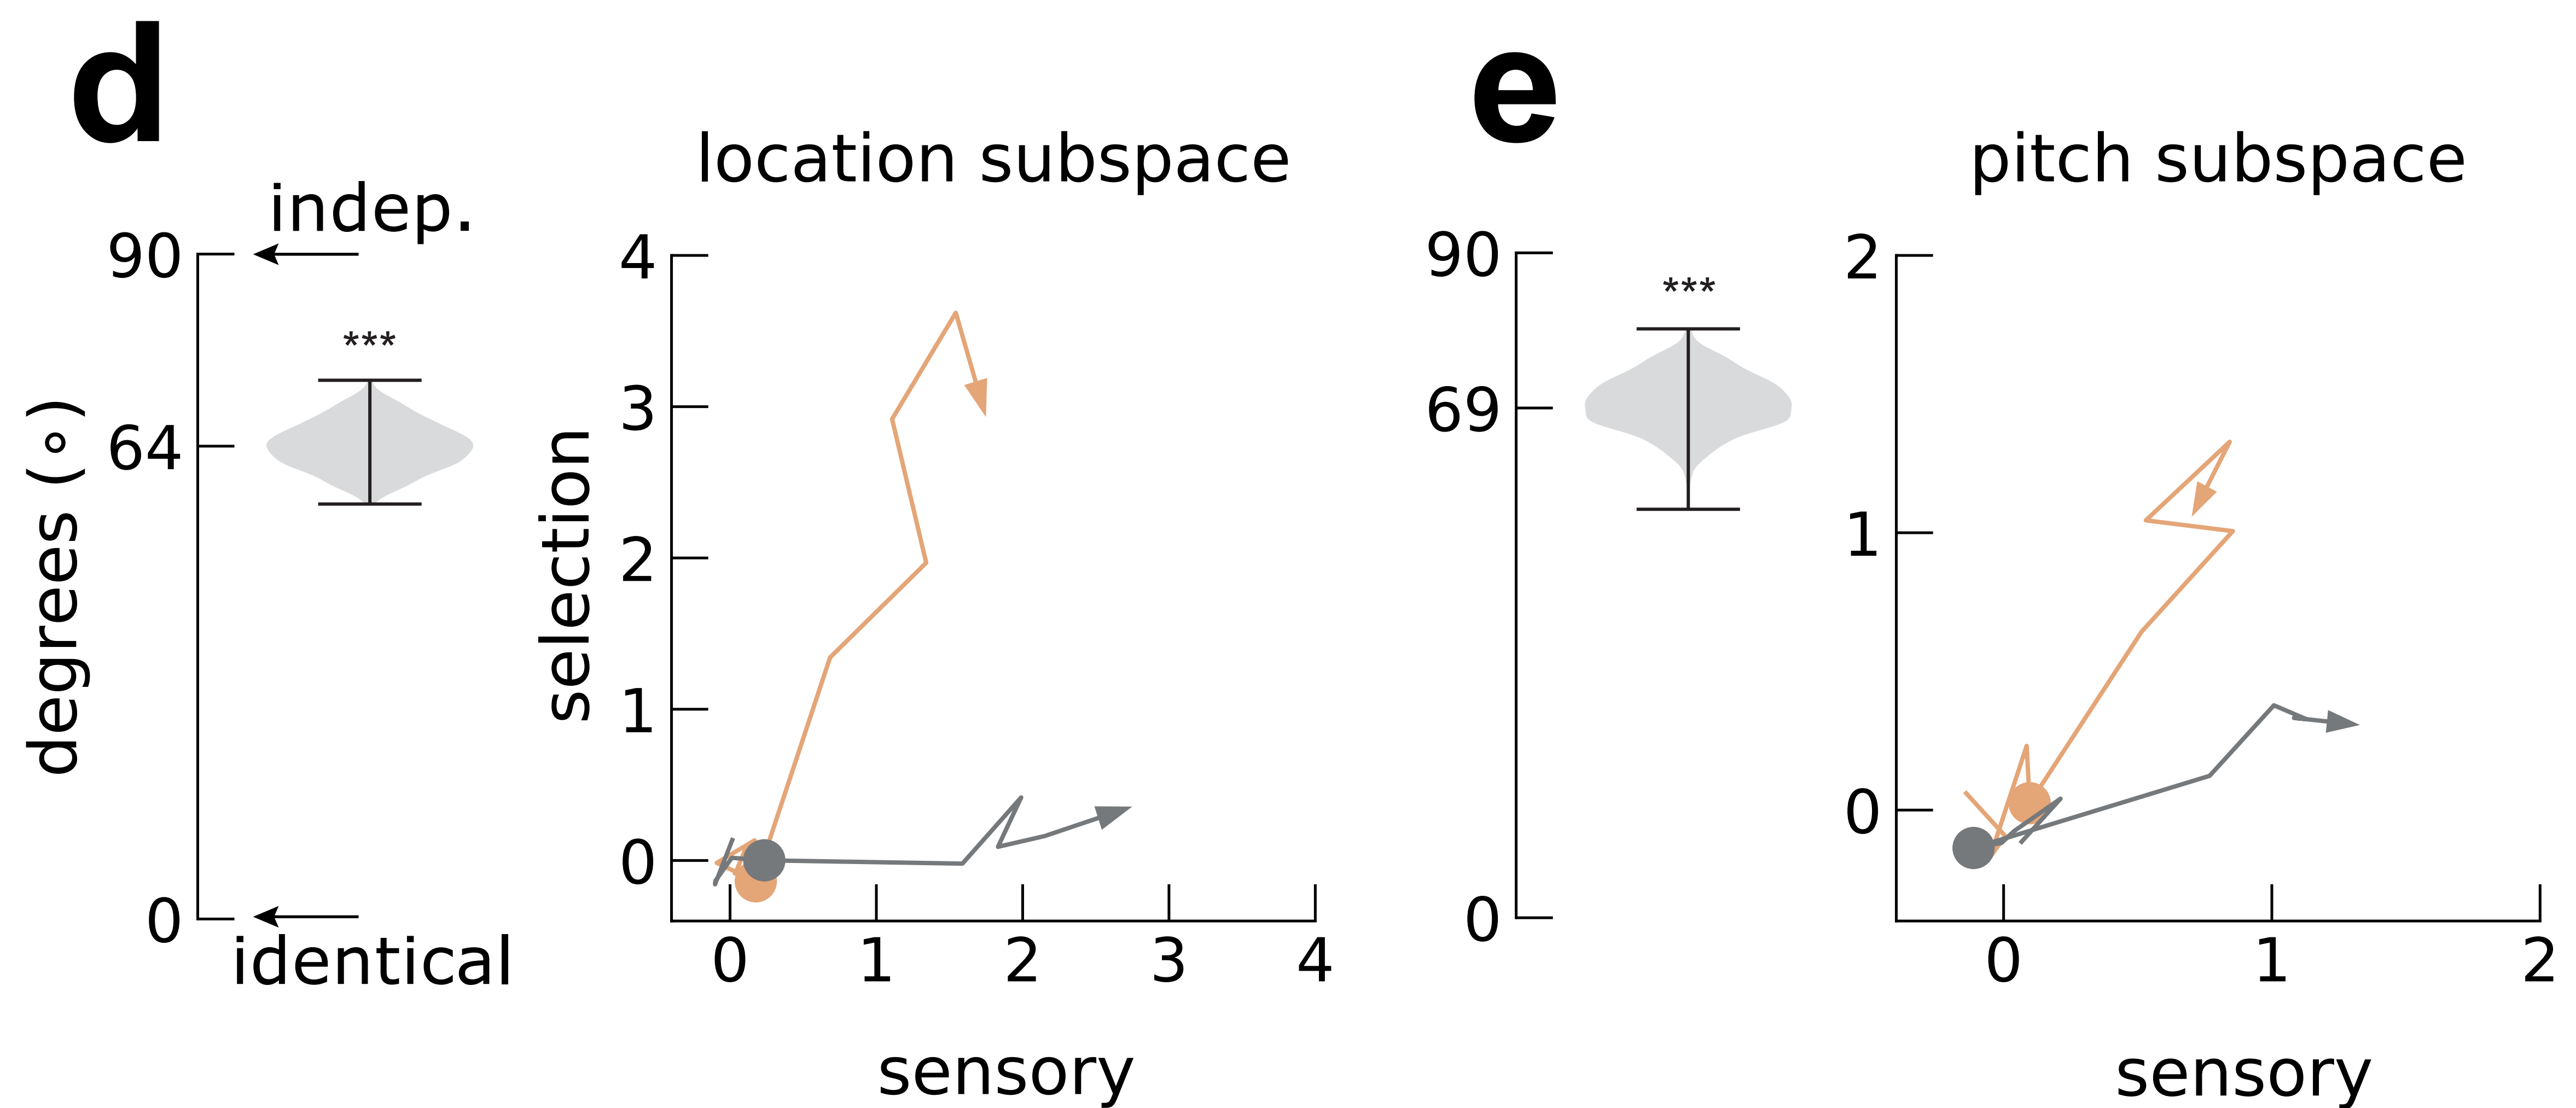 d
location subspace
indep.
degrees (∘)
90
64
0
***
identical
selection
4
3
2
1
0
0 1 2 3 4
sensory
e
pitch subspace
90
69
0
***
2
1
0
0 1 2
sensory